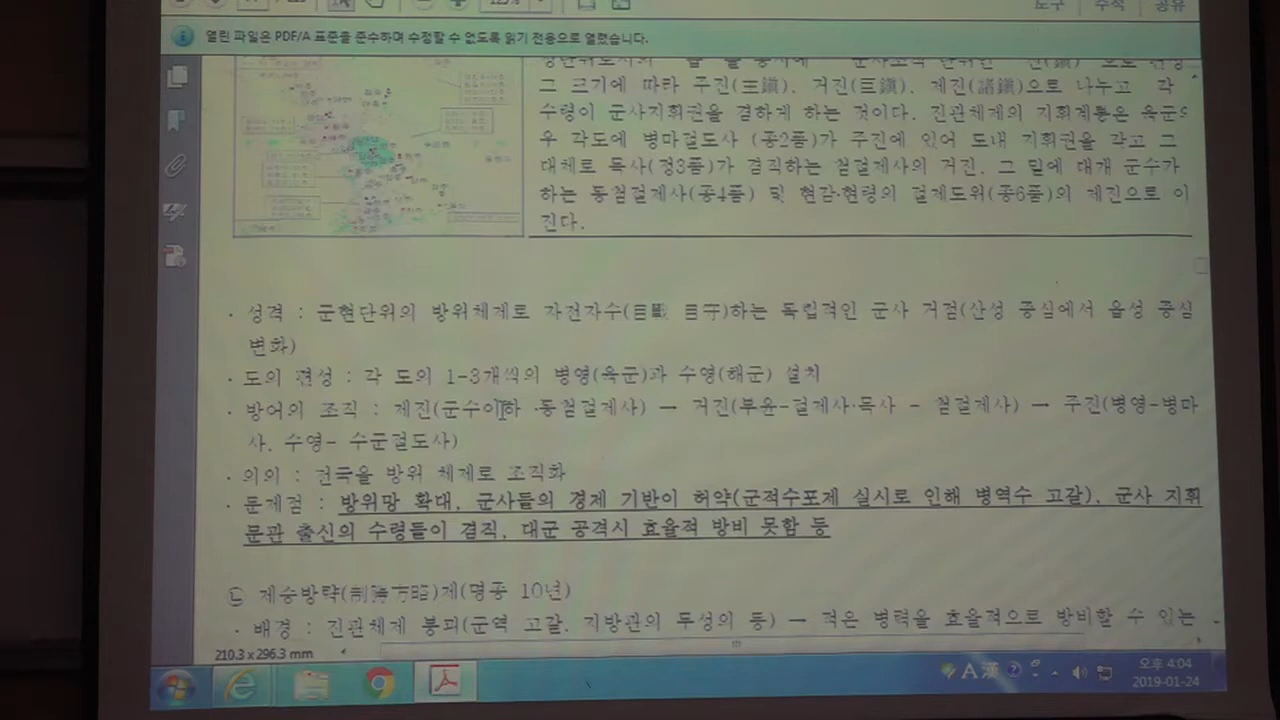 도구 주석 공유
열린 파일은 PDF/A 표준을 준수하며 수정할 수 없도록 읽기 전용으로 열렸습니다.
그 크기에 따라 주진(主鎭), 거진(巨鎭), 제진(諸鎭)으로 나누고 각
수령이 군사지휘권을 겸하게 하는 것이다. 진관체제의 지휘계통은 육군의
우 각도에 병마절도사 (종2품)가 주진에 있어 도내 지휘권을 갖고 그
대체로 목사(정3품)가 겸직하는 첨절제사의 거진, 그 밑에 대개 군수가
하는 동첨절제사(종4품) 및 현감·현령의 절제도위(종6품)의 제진으로 이
진다.
· 성격 : 군현단위의 방위체제로 자전자수(自戰 自守)하는 독립적인 군사 거점(산성 중심에서 읍성 중심
변화)
· 도의 편성 : 각 도의 1-3개씩의 병영(육군)과 수영(해군) 설치
· 방어의 조직 : 제진(군수이하 ·동첨절제사) → 거진(부윤-절제사·목사 - 첨절제사) → 주진(병영-병마
사, 수영- 수군절도사)
· 의의 : 전국을 방위 체제로 조직화
· 문제점 : 방위망 확대, 군사들의 경제 기반이 허약(군적수포제 실시로 인해 병역수 고갈), 군사 지휘
문관 출신의 수령들이 겸직, 대군 공격시 효율적 방비 못함 등
㉡ 제승방략(制勝方略)제(명종 10년)
· 배경 : 진관체제 붕괴(군역 고갈, 지방관의 무성의 등) → 적은 병력을 효율적으로 방비할 수 있는
210.3 x 296.3 mm
A 漢
오후 4:04
2019-01-24